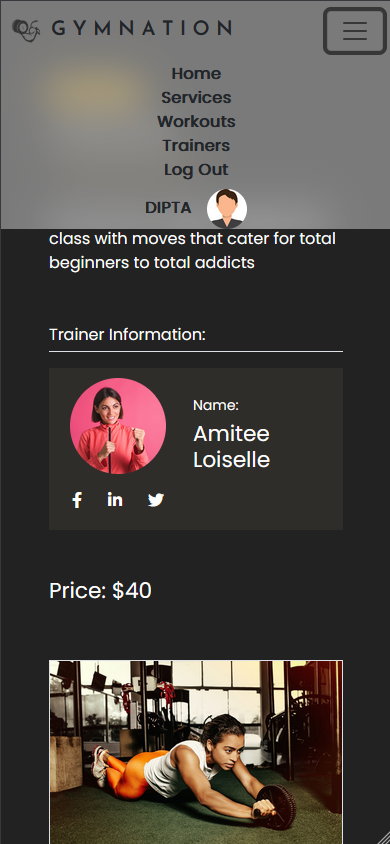 GYMNATION
Home
Services
Workouts
Trainers
Log Out
DIPTA
class with moves that cater for total
beginners to total addicts
Trainer Information:
Name:
Amitee
Loiselle
Price: $40